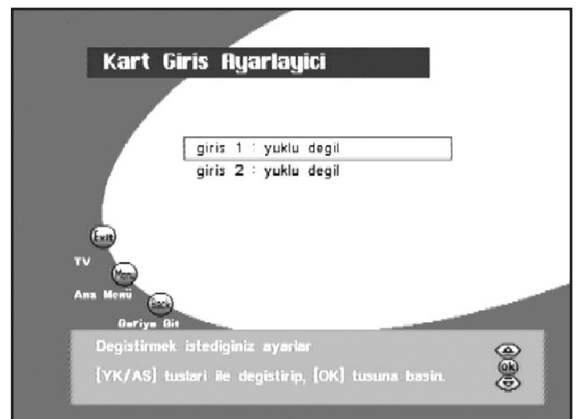 Kart Giris Ayarlayici
giris 1 : yuklu degil
giris 2 : yuklu degil
Exit
TV
Menu
Ana Menü
Back
Geriye Git
Degistirmek istediginiz ayarlar
[YK/AS] tuslari ile degistirip, [OK] tusuna basin.
ok